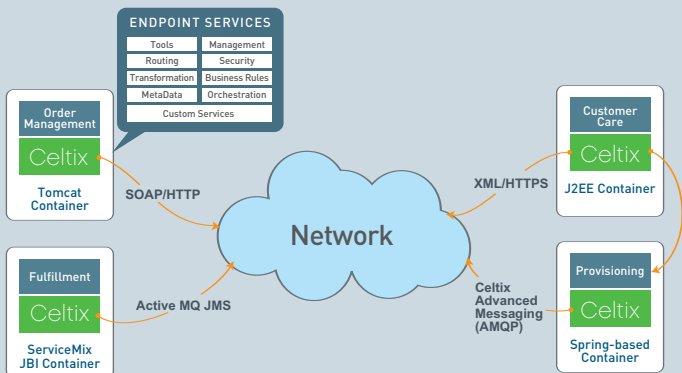 ENDPOINT SERVICES
Tools
Management
Routing
Security
Transformation
Business Rules
MetaData
Orchestration
Custom Services
Order
Management
Celtix
Tomcat
Container
SOAP/HTTP
Network
XML/HTTPS
Customer
Care
Celtix
J2EE Container
Fulfillment
Celtix
ServiceMix
JBI Container
Active MQ JMS
Celtix
Advanced
Messaging
(AMQP)
Provisioning
Celtix
Spring-based
Container